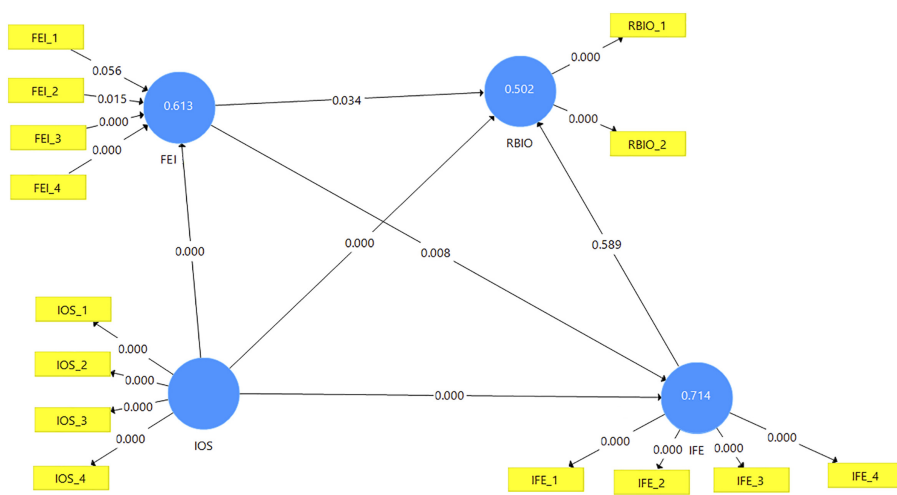 FEI_1
RBIO_1
0.056
0.000
FEI_2
0.015
0.613
0.034
0.502
FEI_3
0.000
0.000
RBIO_2
0.000
FEI_4
FEI
RBIO
0.000
0.000
0.008
0.589
IOS_1
0.000
IOS_2
0.000
IOS_3
0.000
0.000
IOS_4
IOS
0.000
0.714
0.000
0.000
IFE
0.000
0.000
IFE_1
IFE_2
IFE_3
IFE_4